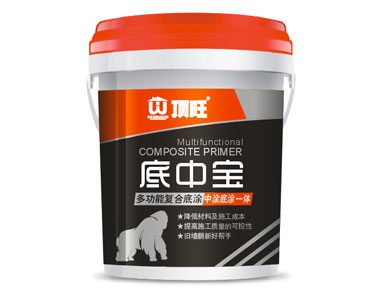 顶旺®
Multifunctional
COMPOSITE PRIMER
底中宝
多功能复合底涂 中涂底涂一体
★降低材料及施工成本
★提高施工质量的可控性
★旧墙翻新好帮手